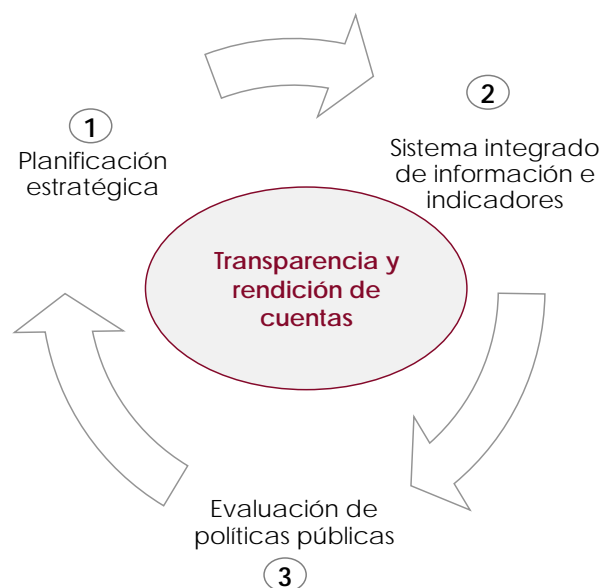 1
Planificación
estratégica
2
Sistema integrado
de información e
indicadores
Transparencia y
rendición de
cuentas
Evaluación de
políticas públicas
3